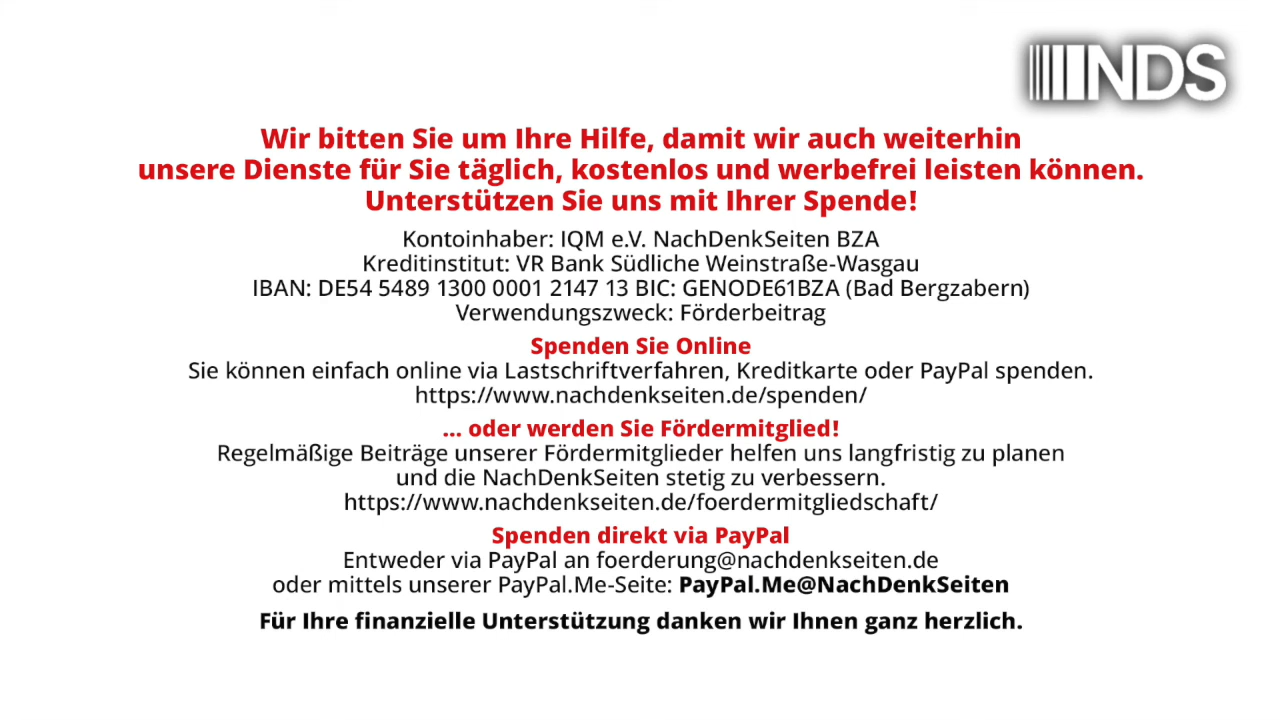 NDS
Wir bitten Sie um Ihre Hilfe, damit wir auch weiterhin
unsere Dienste für Sie täglich, kostenlos und werbefrei leisten können.
Unterstützen Sie uns mit Ihrer Spende!
Kontoinhaber: IQM e.V. NachDenkSeiten BZA
Kreditinstitut: VR Bank Südliche Weinstraße-Wasgau
IBAN: DE54 5489 1300 0001 2147 13 BIC: GENODE61BZA (Bad Bergzabern)
Verwendungszweck: Förderbeitrag
Spenden Sie Online
Sie können einfach online via Lastschriftverfahren, Kreditkarte oder PayPal spenden.
https://www.nachdenkseiten.de/spenden/
... oder werden Sie Fördermitglied!
Regelmäßige Beiträge unserer Fördermitglieder helfen uns langfristig zu planen
und die NachDenkSeiten stetig zu verbessern.
https://www.nachdenkseiten.de/foerdermitgliedschaft/
Spenden direkt via PayPal
Entweder via PayPal an foerderung@nachdenkseiten.de
oder mittels unserer PayPal.Me-Seite: PayPal.Me@NachDenkSeiten
Für Ihre finanzielle Unterstützung danken wir Ihnen ganz herzlich.